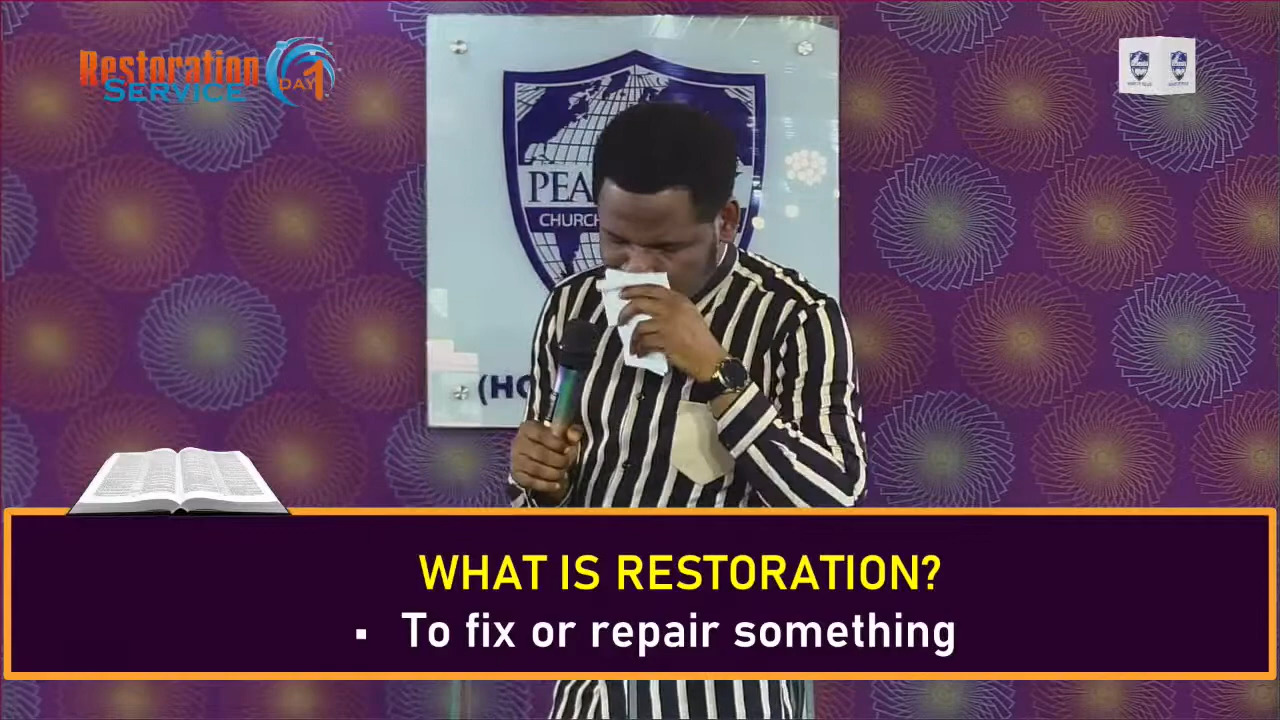 Restoration
SERVICE
DAY 1
PEA
CHURCH
(HO
WHAT IS RESTORATION?
▪ To fix or repair something